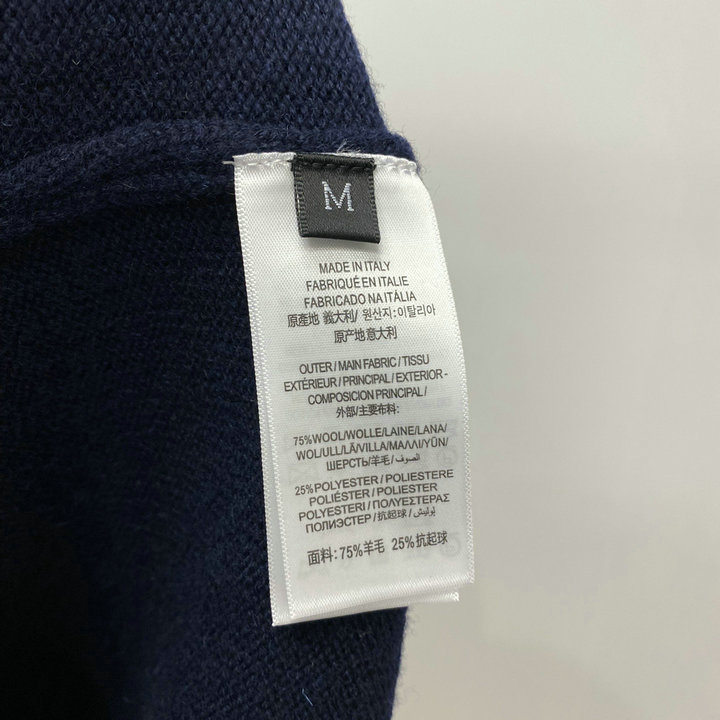 M
MADE IN ITALY
FABRIQUÉ EN ITALIE
FABRICADO NA ITÁLIA
原產地 義大利/ 원산지:이탈리아
原产地意大利
OUTER / MAIN FABRIC / TISSU
EXTÉRIEUR / PRINCIPAL / EXTERIOR -
COMPOSICION PRINCIPAL /
外部/主要布料:
75%WOOL/WOLLE/LAINE/LANA/
WOL/ULL/LÃ/VILLA/ΜΑΛΛΙ/YÜN/
ШЕРСТЬ/羊毛 / الصوف /
25% POLYESTER / POLIESTERE
POLIÉSTER / POLIESTER
POLYESTERI / ΠΟΛΥΕΣΤΕΡΑΣ
ПОЛИЭСТЕР / 抗起球 / پولیش /
面料: 75%羊毛 25%抗起球